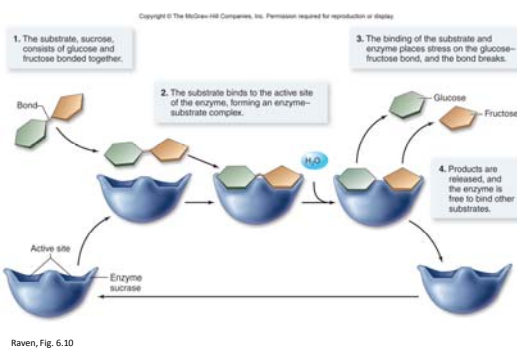 Copyright © The McGraw-Hill Companies, Inc. Permission required for reproduction or display.
1. The substrate, sucrose,
consists of glucose and
fructose bonded together.
3. The binding of the substrate and
enzyme places stress on the glucose–
fructose bond, and the bond breaks.
2. The substrate binds to the active site
of the enzyme, forming an enzyme–
substrate complex.
Bond
Glucose
Fructose
H₂O
4. Products are
released, and
the enzyme is
free to bind other
substrates.
Active site
Enzyme
sucrase
Raven, Fig. 6.10